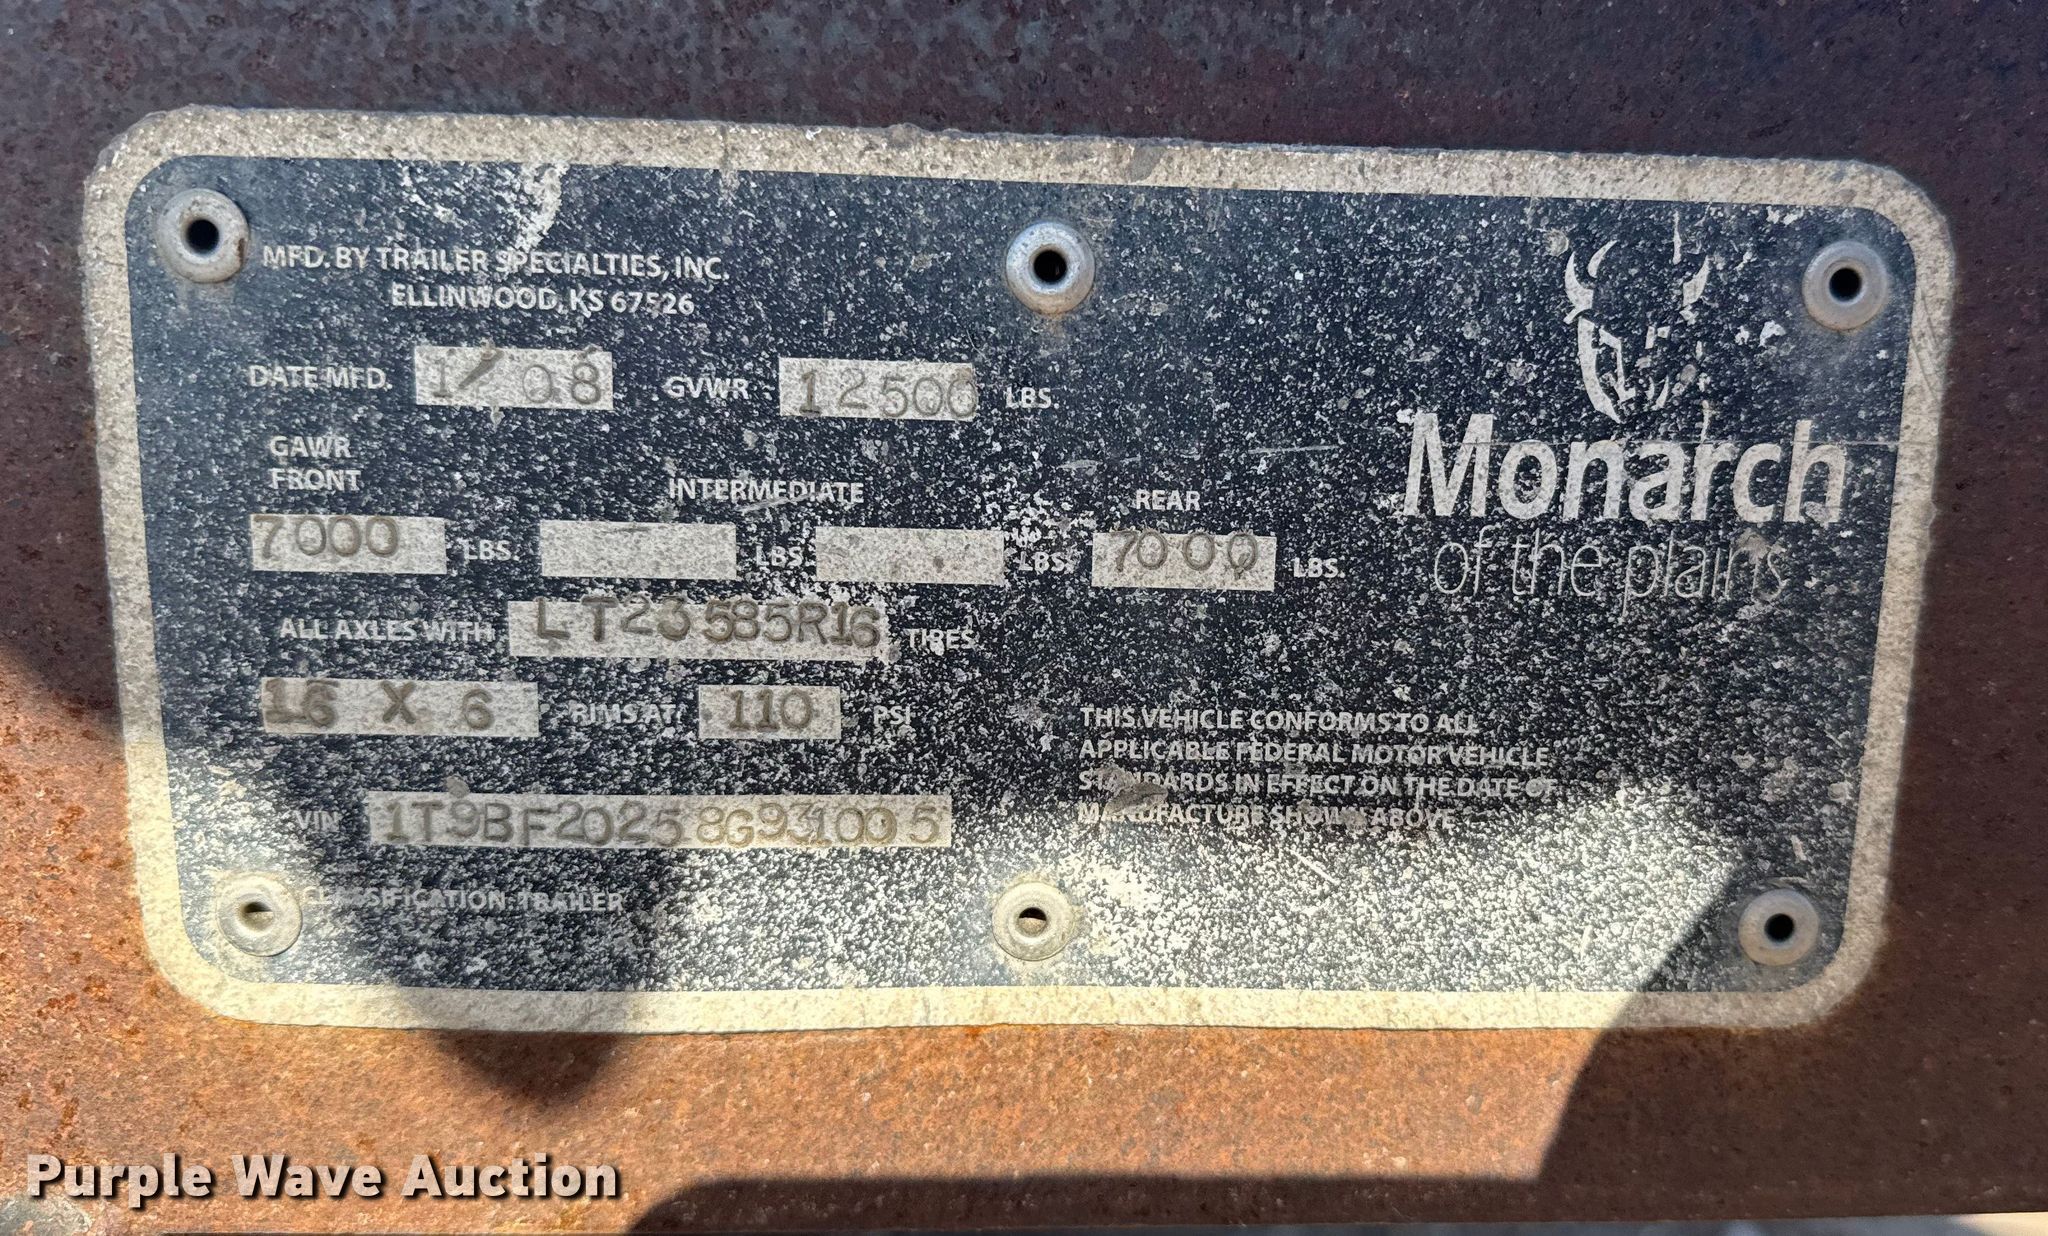 MFD. BY TRAILER SPECIALTIES, INC.
ELLINWOOD, KS 67526
DATE MFD. 1/08 GVWR 12500 LBS.
GAWR
FRONT INTERMEDIATE REAR
7000 LBS. LBS. LBS. 7000 LBS.
ALL AXLES WITH LT23585R16 TIRES
16 X 6 RIMS AT 110 PSI
VIN 1T9BF20258G931005
CLASSIFICATION: TRAILER
Monarch
of the plains
THIS VEHICLE CONFORMS TO ALL
APPLICABLE FEDERAL MOTOR VEHICLE
STANDARDS IN EFFECT ON THE DATE OF
MANUFACTURE SHOWN ABOVE
Purple Wave Auction